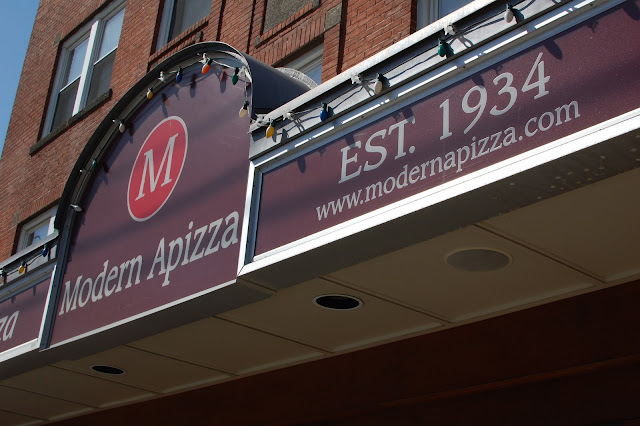 M
Modern Apizza
EST. 1934
www.modernapizza.com